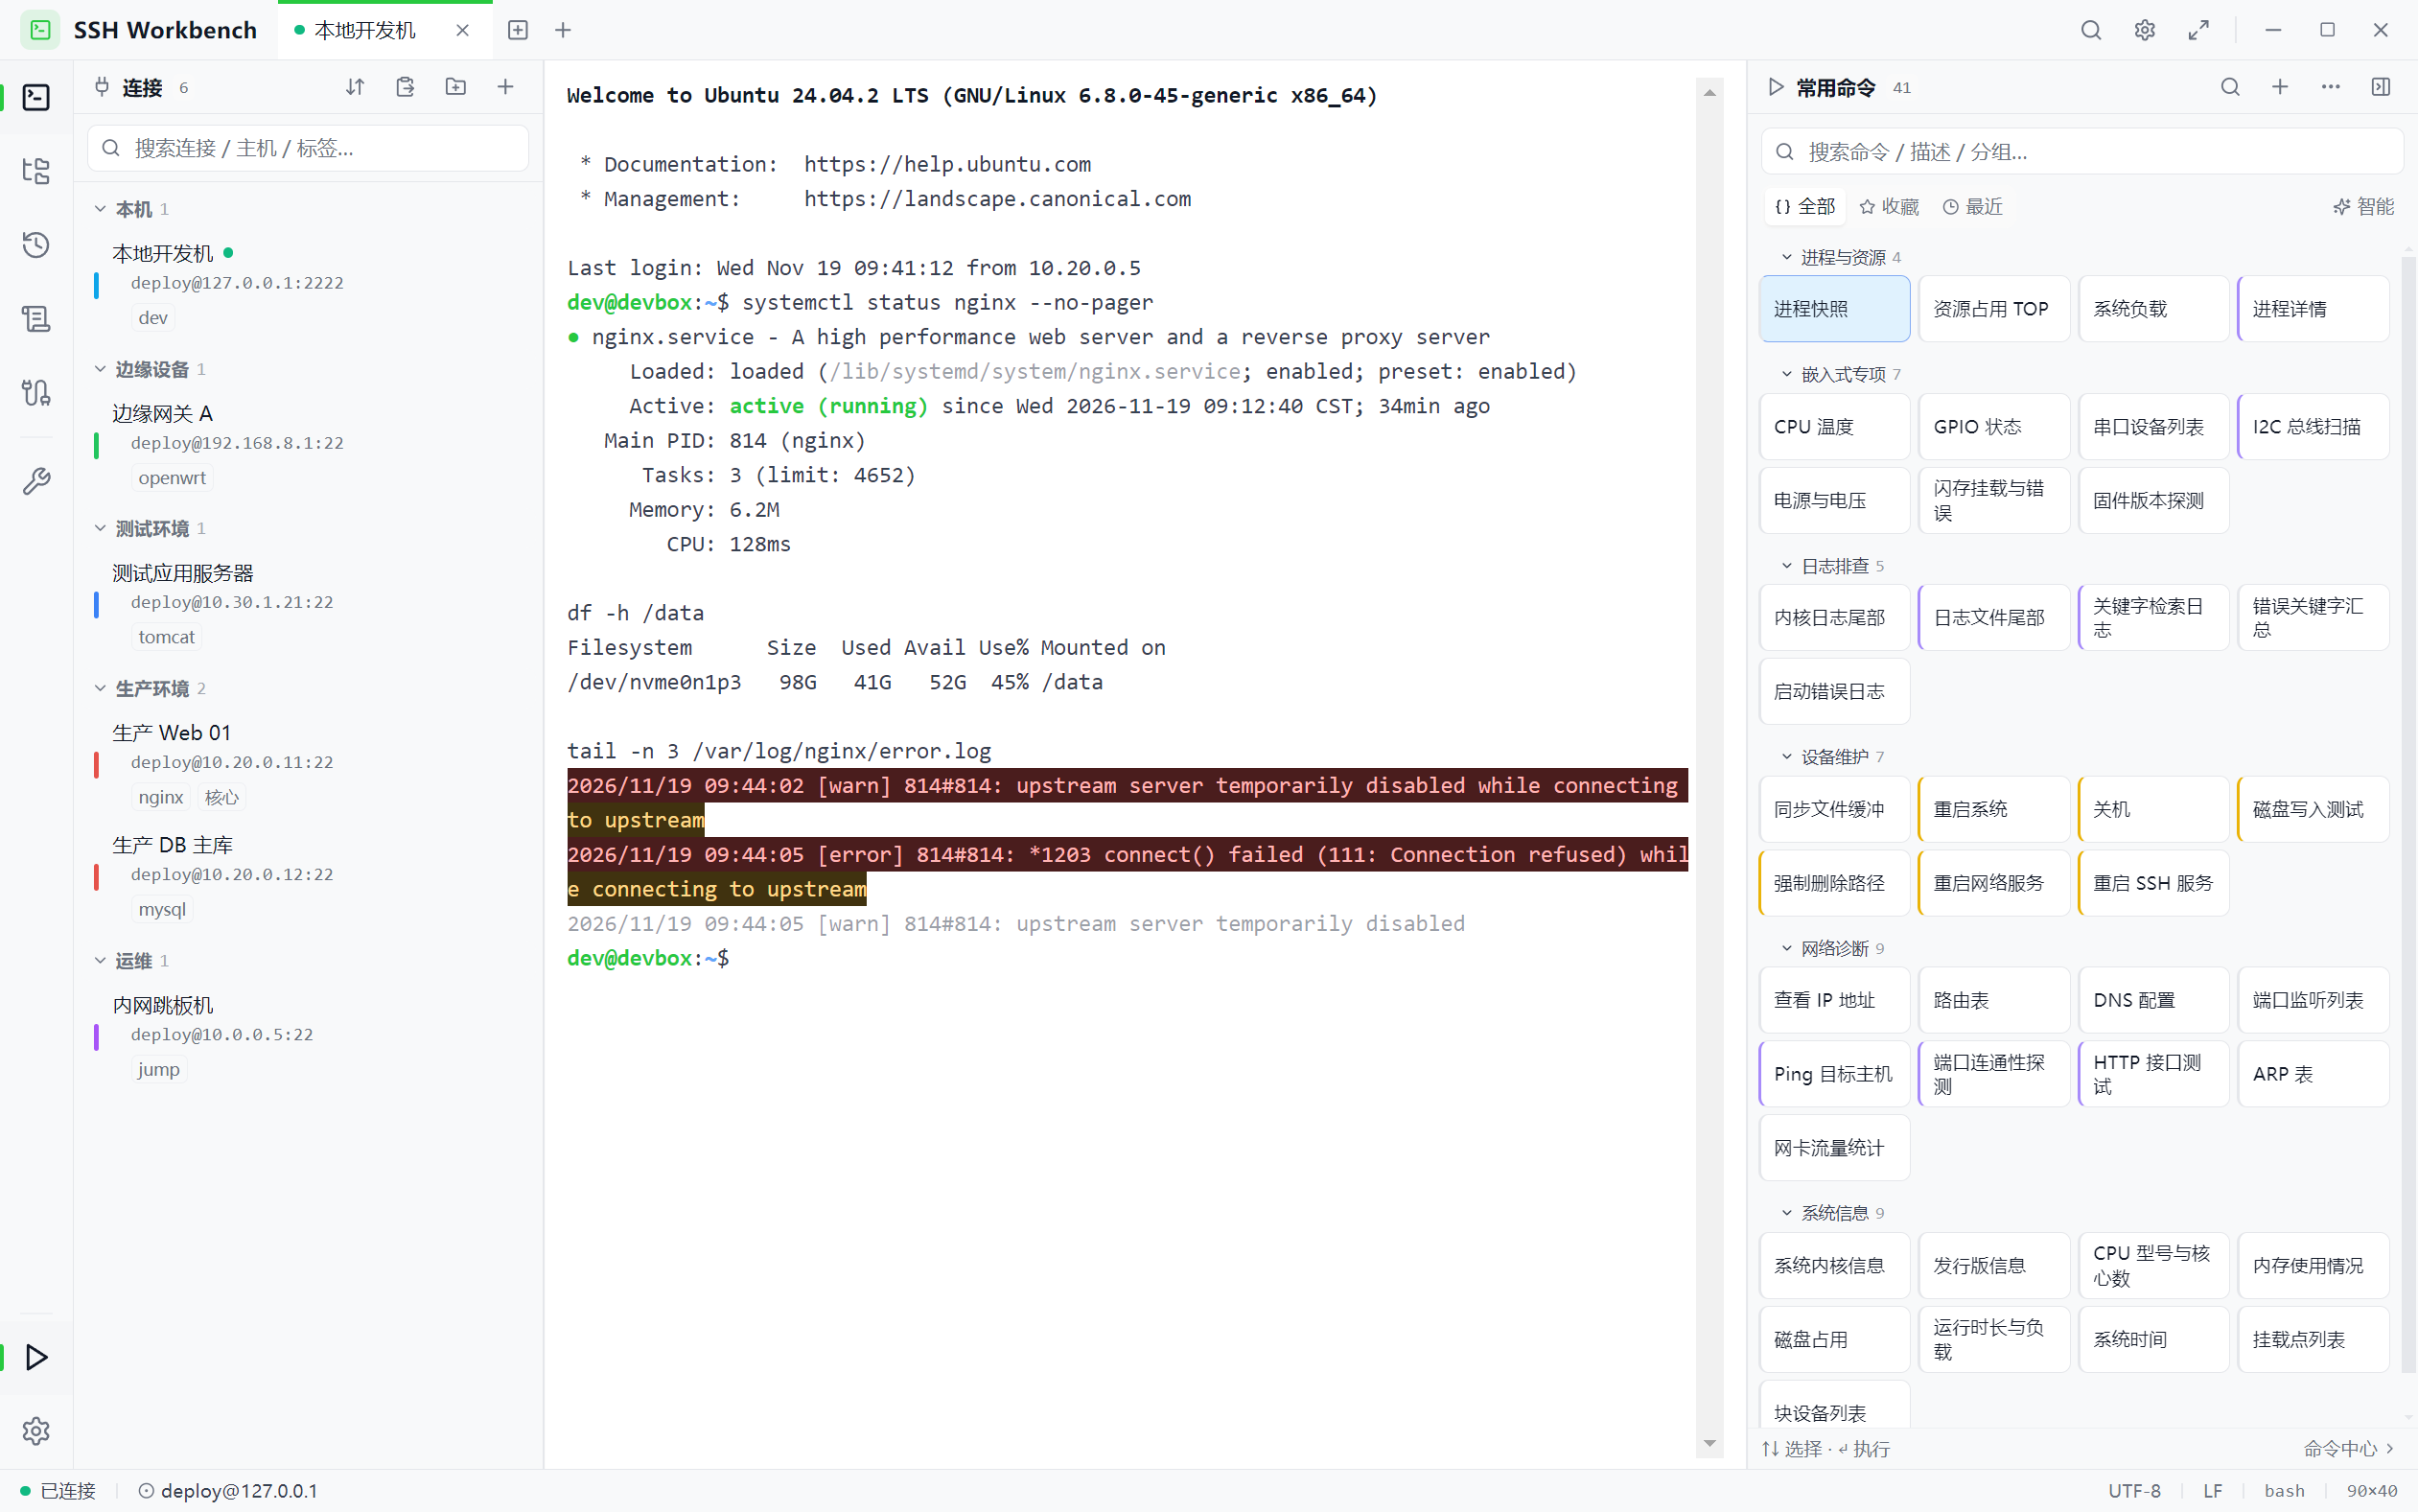 SSH Workbench
本地开发机
连接 6
搜索连接 / 主机 / 标签...
本机 1
本地开发机
deploy@127.0.0.1:2222
dev
边缘设备 1
边缘网关 A
deploy@192.168.8.1:22
openwrt
测试环境 1
测试应用服务器
deploy@10.30.1.21:22
tomcat
生产环境 2
生产 Web 01
deploy@10.20.0.11:22
nginx 核心
生产 DB 主库
deploy@10.20.0.12:22
mysql
运维 1
内网跳板机
deploy@10.0.0.5:22
jump
Welcome to Ubuntu 24.04.2 LTS (GNU/Linux 6.8.0-45-generic x86_64)
* Documentation:  https://help.ubuntu.com
* Management:     https://landscape.canonical.com
Last login: Wed Nov 19 09:41:12 from 10.20.0.5
dev@devbox:~$ systemctl status nginx --no-pager
● nginx.service - A high performance web server and a reverse proxy server
Loaded: loaded (/lib/systemd/system/nginx.service; enabled; preset: enabled)
Active: active (running) since Wed 2026-11-19 09:12:40 CST; 34min ago
Main PID: 814 (nginx)
Tasks: 3 (limit: 4652)
Memory: 6.2M
CPU: 128ms
df -h /data
Filesystem      Size  Used Avail Use% Mounted on
/dev/nvme0n1p3   98G   41G   52G  45% /data
tail -n 3 /var/log/nginx/error.log
2026/11/19 09:44:02 [warn] 814#814: upstream server temporarily disabled while connecting
to upstream
2026/11/19 09:44:05 [error] 814#814: *1203 connect() failed (111: Connection refused) whil
e connecting to upstream
2026/11/19 09:44:05 [warn] 814#814: upstream server temporarily disabled
dev@devbox:~$
常用命令 41
搜索命令 / 描述 / 分组...
全部 收藏 最近 智能
进程与资源 4
进程快照 资源占用 TOP 系统负载 进程详情
嵌入式专项 7
CPU 温度 GPIO 状态 串口设备列表 I2C 总线扫描
电源与电压 闪存挂载与错误 固件版本探测
日志排查 5
内核日志尾部 日志文件尾部 关键字检索日志 错误关键字汇总
启动错误日志
设备维护 7
同步文件缓冲 重启系统 关机 磁盘写入测试
强制删除路径 重启网络服务 重启 SSH 服务
网络诊断 9
查看 IP 地址 路由表 DNS 配置 端口监听列表
Ping 目标主机 端口连通性探测 HTTP 接口测试 ARP 表
网卡流量统计
系统信息 9
系统内核信息 发行版信息 CPU 型号与核心数 内存使用情况
磁盘占用 运行时长与负载 系统时间 挂载点列表
块设备列表
↑↓ 选择 · ↲ 执行 命令中心
已连接 deploy@127.0.0.1 UTF-8 LF bash 90×40